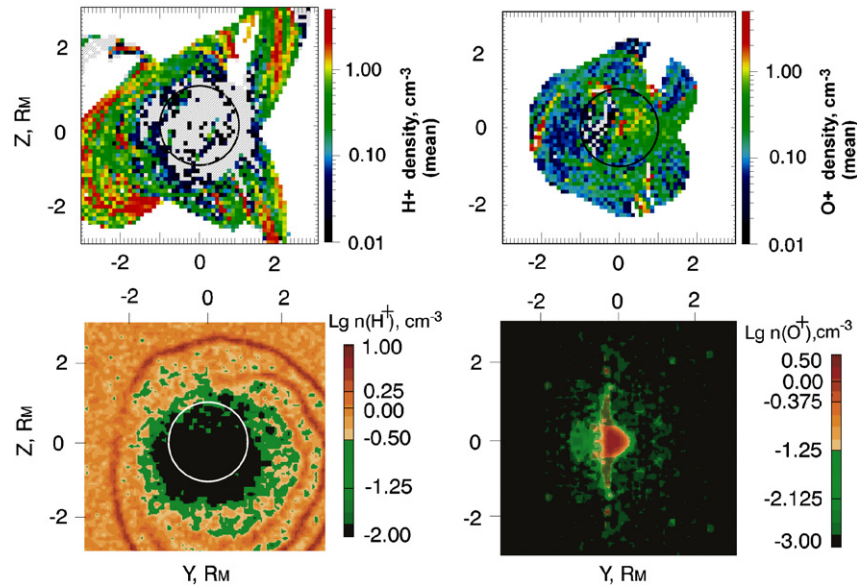 2
0
-2
Z, RM
-2 0 2
1.00
0.10
0.01
H+ density, cm-3
(mean)
2
0
-2
-2 0 2
1.00
0.10
0.01
O+ density, cm-3
(mean)
-2 0 2
Lg n(H+), cm-3
2
0
-2
Z, RM
Y, RM
1.00
0.25
0.00
-0.50
-1.25
-2.00
-2 0 2
Lg n(O+),cm-3
2
0
-2
Y, RM
0.50
0.00
-0.375
-1.25
-2.125
-3.00